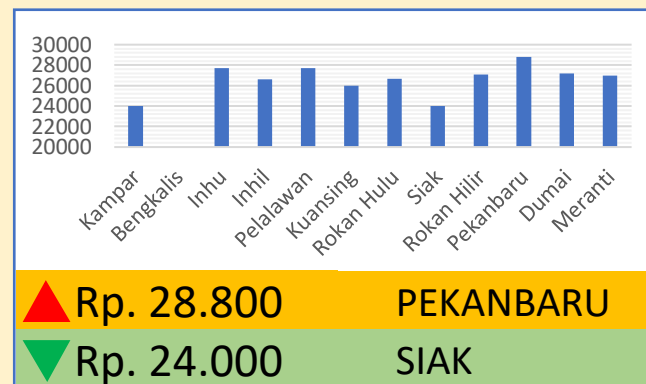 30000
28000
26000
24000
22000
20000
Kampar
Bengkalis
Inhu
Inhil
Pelalawan
Kuansing
Rokan Hulu
Siak
Rokan Hilir
Pekanbaru
Dumai
Meranti
Rp. 28.800 PEKANBARU
Rp. 24.000 SIAK